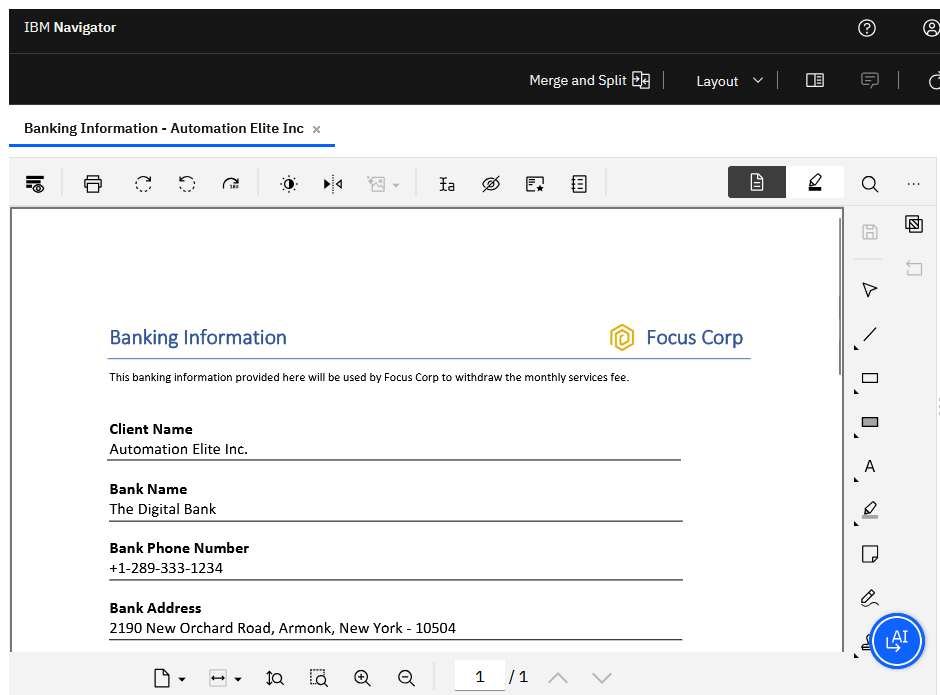 IBM Navigator
Merge and Split
Layout
Banking Information - Automation Elite Inc ×
180
Ia
A
Banking Information
Focus Corp
This banking information provided here will be used by Focus Corp to withdraw the monthly services fee.
Client Name
Automation Elite Inc.
Bank Name
The Digital Bank
Bank Phone Number
+1-289-333-1234
Bank Address
2190 New Orchard Road, Armonk, New York - 10504
AI
1 / 1